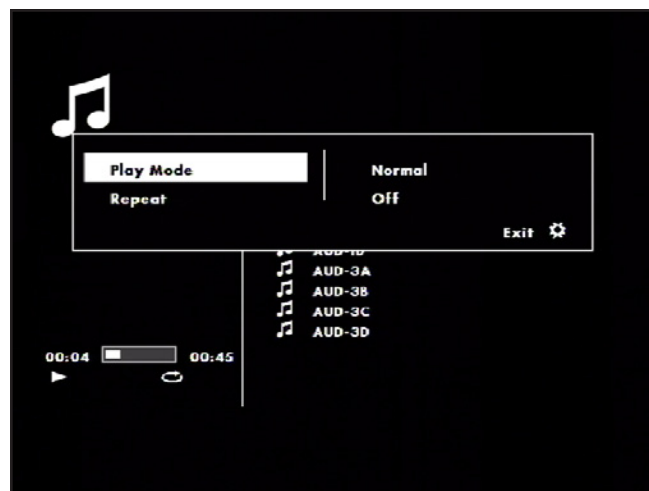 Play Mode Normal
Repeat Off
Exit
AUD-3A
AUD-3B
AUD-3C
AUD-3D
00:04 00:45